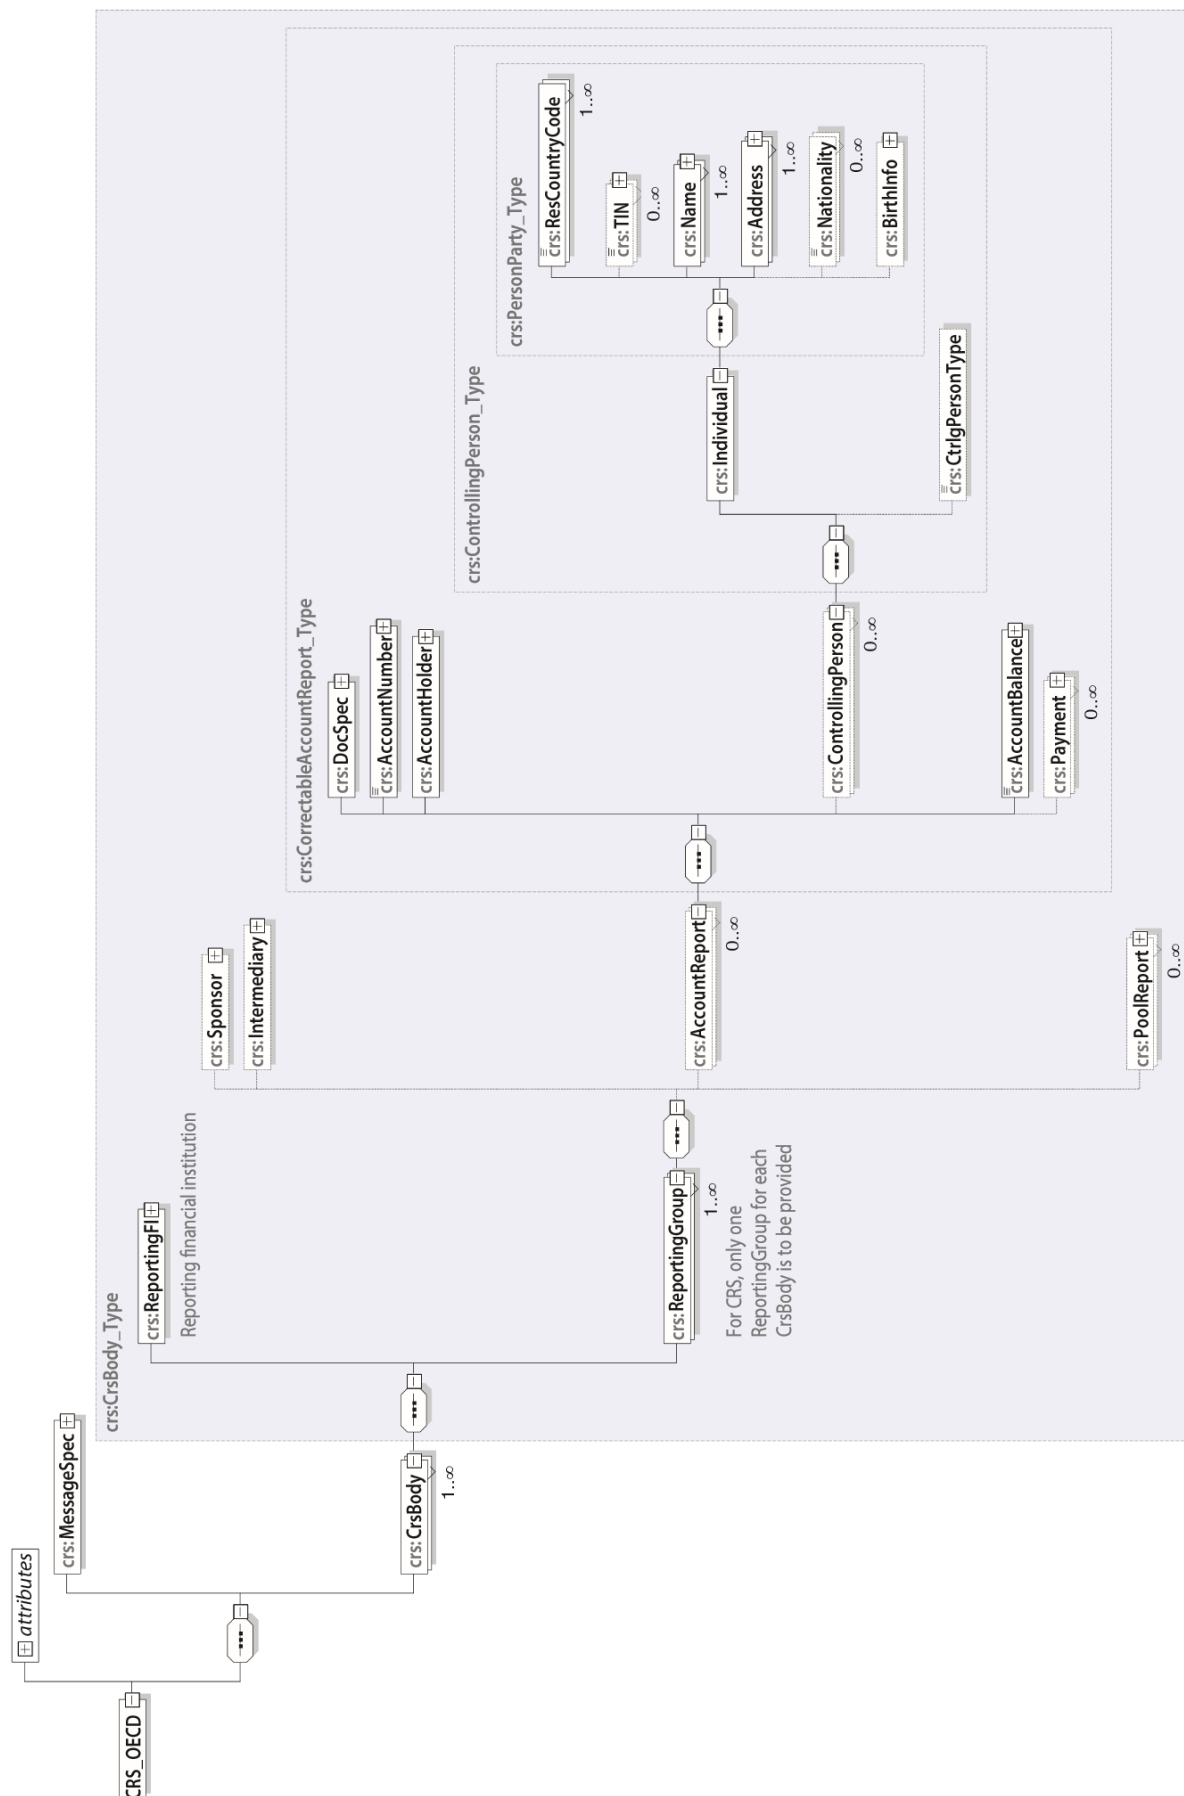 CRS_OECD
attributes
crs:MessageSpec
crs:CrsBody
1..∞
crs:CrsBody_Type
crs:ReportingFI
Reporting financial institution
crs:ReportingGroup
1..∞
For CRS, only one
ReportingGroup for each
CrsBody is to be provided
crs:Sponsor
crs:Intermediary
crs:AccountReport
0..∞
crs:PoolReport
0..∞
crs:CorrectableAccountReport_Type
crs:DocSpec
crs:AccountNumber
crs:AccountHolder
crs:ControllingPerson
0..∞
crs:AccountBalance
crs:Payment
0..∞
crs:ControllingPerson_Type
crs:Individual
crs:CtrlgPersonType
crs:PersonParty_Type
crs:ResCountryCode
1..∞
crs:TIN
0..∞
crs:Name
1..∞
crs:Address
1..∞
crs:Nationality
0..∞
crs:BirthInfo